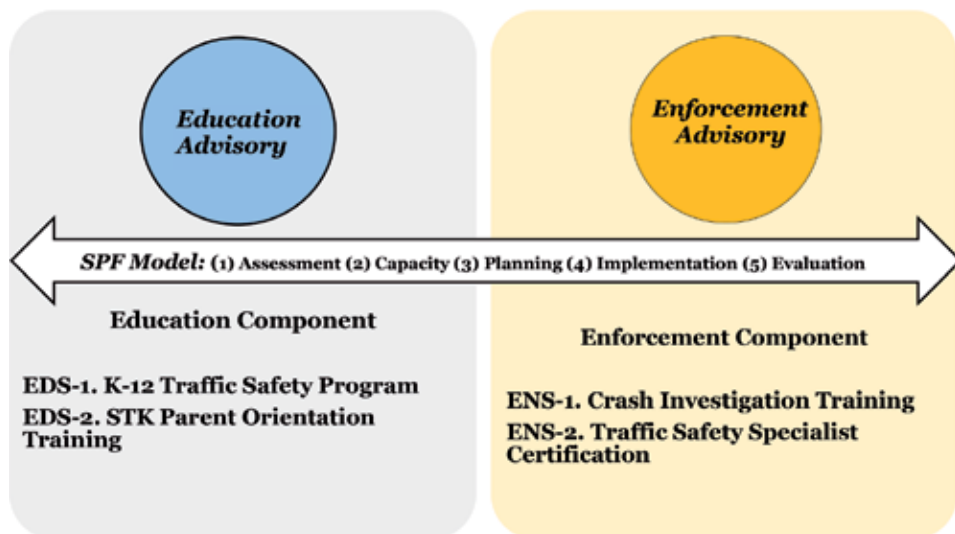 Education
Advisory
Enforcement
Advisory
SPF Model: (1) Assessment (2) Capacity (3) Planning (4) Implementation (5) Evaluation
Education Component
EDS-1. K-12 Traffic Safety Program
EDS-2. STK Parent Orientation
Training
Enforcement Component
ENS-1. Crash Investigation Training
ENS-2. Traffic Safety Specialist
Certification